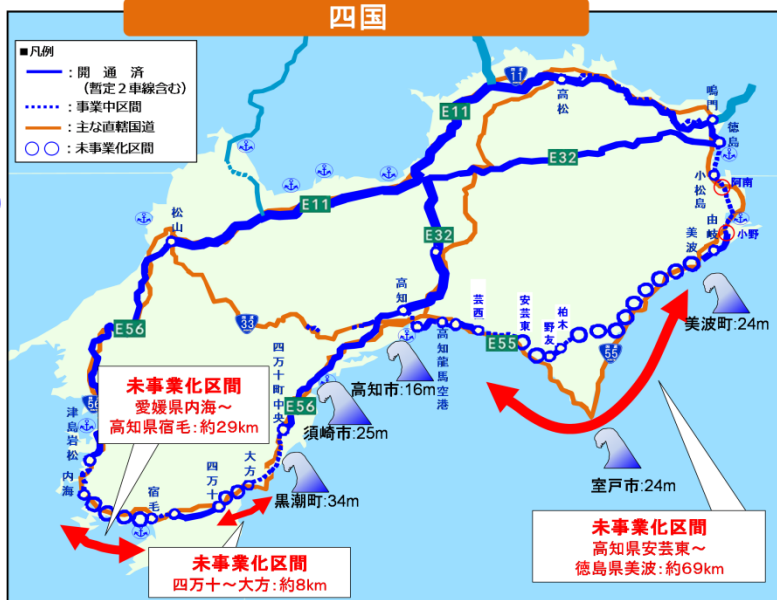 四国
■凡例
：開通済
（暫定２車線含む）
：事業中区間
：主な直轄国道
：未事業化区間
11
高松
鳴門
徳島
E11
E32
小松島
阿南
由岐
小野
美波
E11
松山
E32
33
高知
芸西
安芸東
野友
柏木
E55
55
高知龍馬空港
美波町:24m
E56
四万十町中央
高知市:16m
E56
須崎市:25m
未事業化区間
愛媛県内海～
高知県宿毛:約29km
56
津島岩松
内海
宿毛
四万十
大方
黒潮町:34m
室戸市:24m
未事業化区間
四万十～大方:約8km
未事業化区間
高知県安芸東～
徳島県美波:約69km